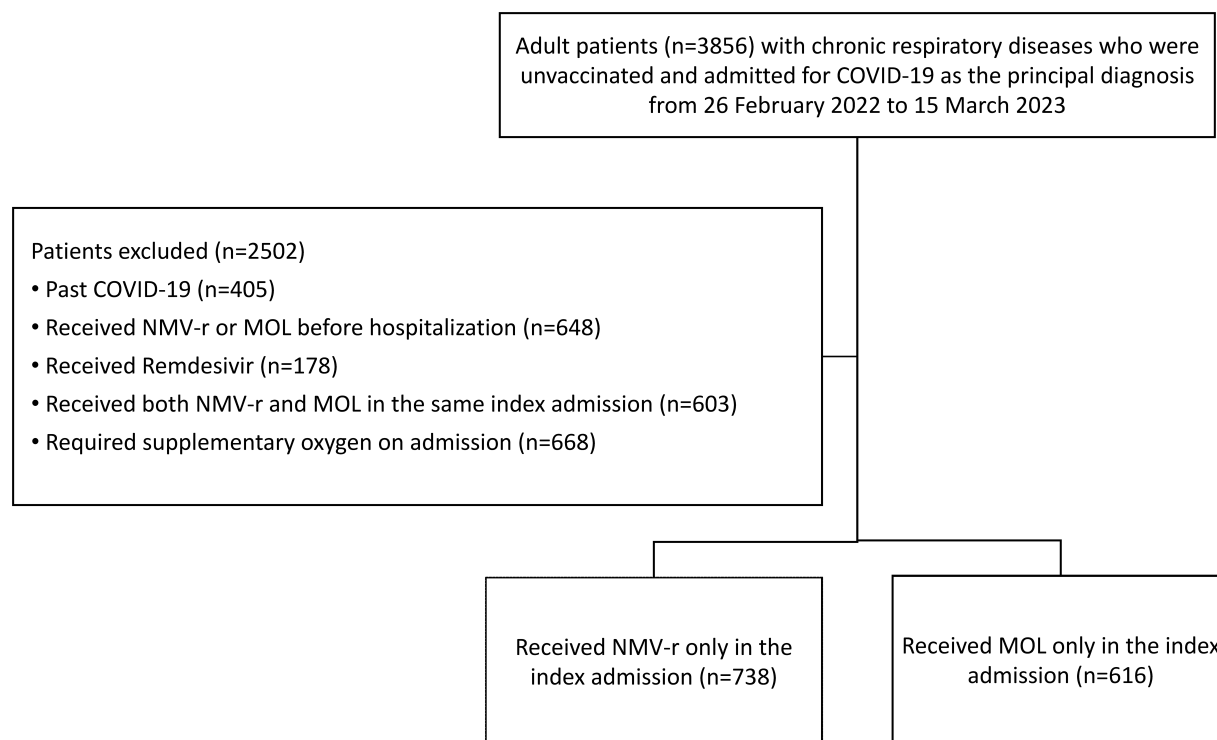 Adult patients (n=3856) with chronic respiratory diseases who were
unvaccinated and admitted for COVID-19 as the principal diagnosis
from 26 February 2022 to 15 March 2023
Patients excluded (n=2502)
• Past COVID-19 (n=405)
• Received NMV-r or MOL before hospitalization (n=648)
• Received Remdesivir (n=178)
• Received both NMV-r and MOL in the same index admission (n=603)
• Required supplementary oxygen on admission (n=668)
Received NMV-r only in the
index admission (n=738)
Received MOL only in the index
admission (n=616)